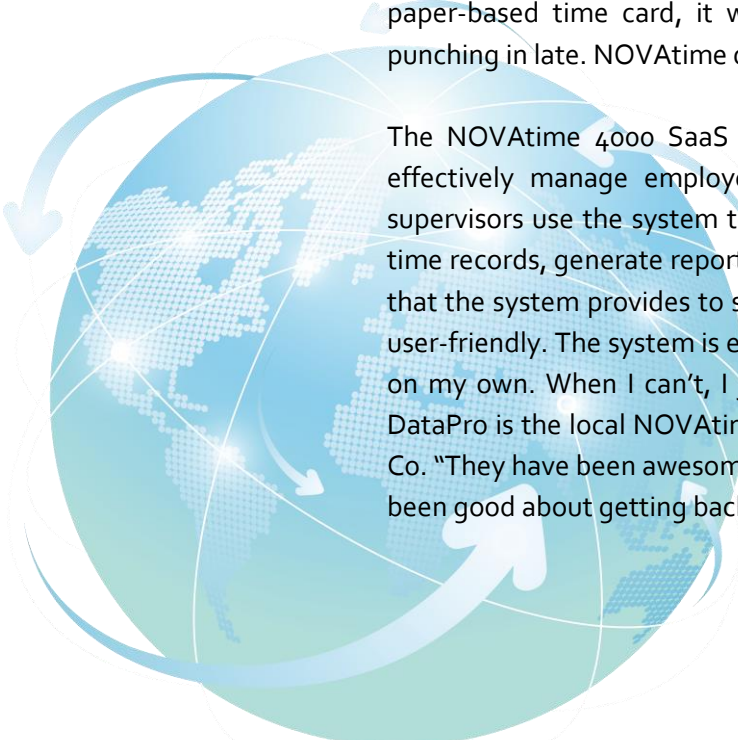 paper-based time card, it w
punching in late. NOVAtime
The NOVAtime 4000 SaaS
effectively manage employ
supervisors use the system t
time records, generate report
that the system provides to s
user-friendly. The system is e
on my own. When I can't, I
DataPro is the local NOVAtim
Co. “They have been awesom
been good about getting bac